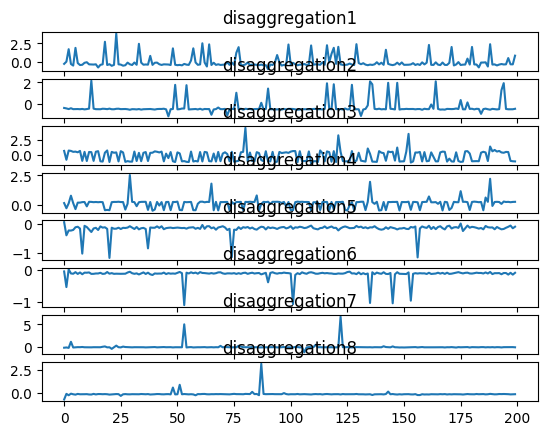 disaggregation1
2.5
0.0
disaggregation2
2
0
disaggregation3
2.5
0.0
disaggregation4
2.5
0.0
disaggregation5
0
−1
disaggregation6
0
−1
disaggregation7
5
0
disaggregation8
2.5
0.0
0 25 50 75 100 125 150 175 200